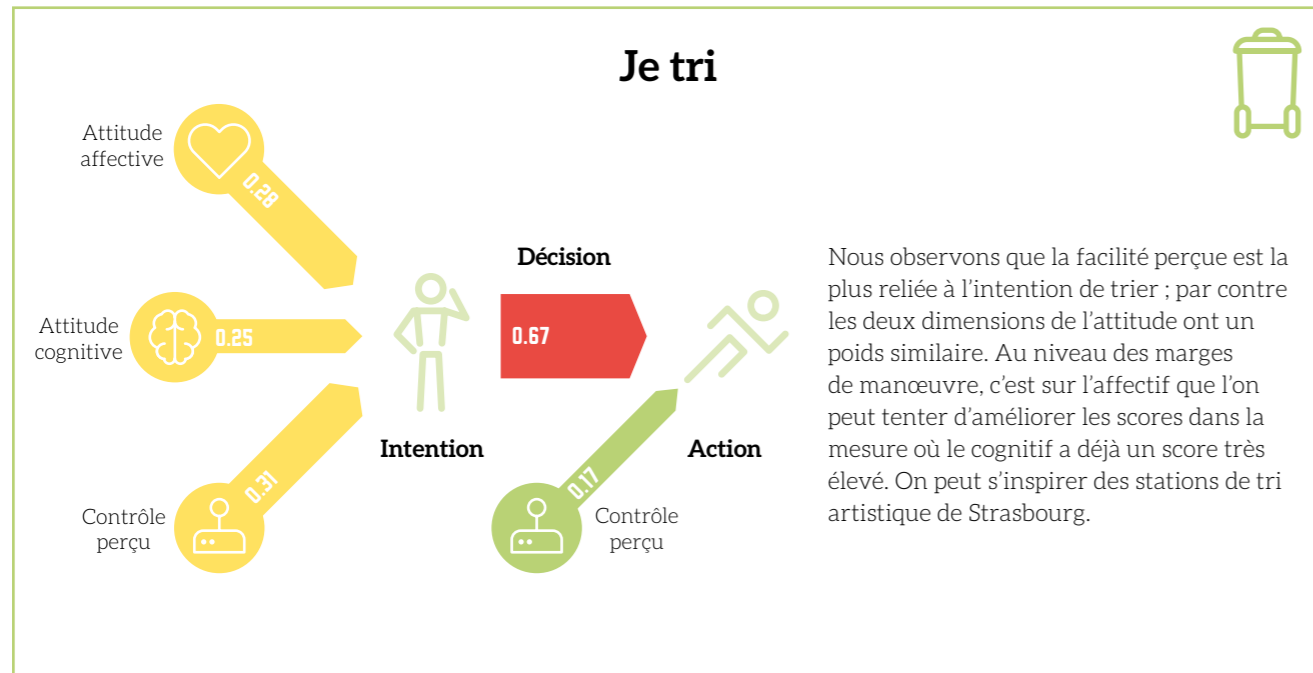 Je tri
Attitude
affective
0.28
Attitude
cognitive
0.25
Contrôle
perçu
0.31
Intention
Décision
0.67
Action
0.17
Contrôle
perçu
Nous observons que la facilité perçue est la
plus reliée à l’intention de trier ; par contre
les deux dimensions de l’attitude ont un
poids similaire. Au niveau des marges
de manœuvre, c’est sur l’affectif que l’on
peut tenter d’améliorer les scores dans la
mesure où le cognitif a déjà un score très
élevé. On peut s’inspirer des stations de tri
artistique de Strasbourg.